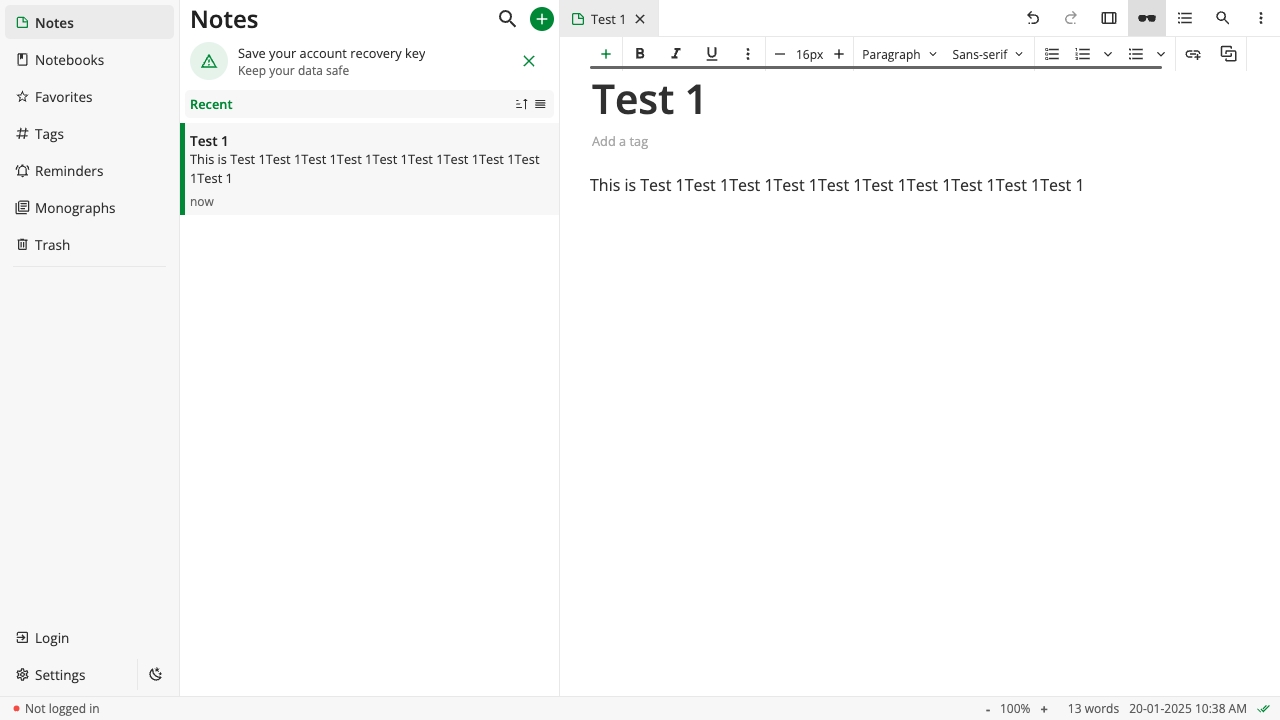 Notes
Notebooks
Favorites
Tags
Reminders
Monographs
Trash
Login
Settings
Not logged in
Notes
Save your account recovery key
Keep your data safe
Recent
Test 1
This is Test 1Test 1Test 1Test 1Test 1Test 1Test 1Test 1Test
1Test 1
now
Test 1
B I U
16px
Paragraph
Sans-serif
Test 1
Add a tag
This is Test 1Test 1Test 1Test 1Test 1Test 1Test 1Test 1Test 1Test 1
- 100% +
13 words
20-01-2025 10:38 AM